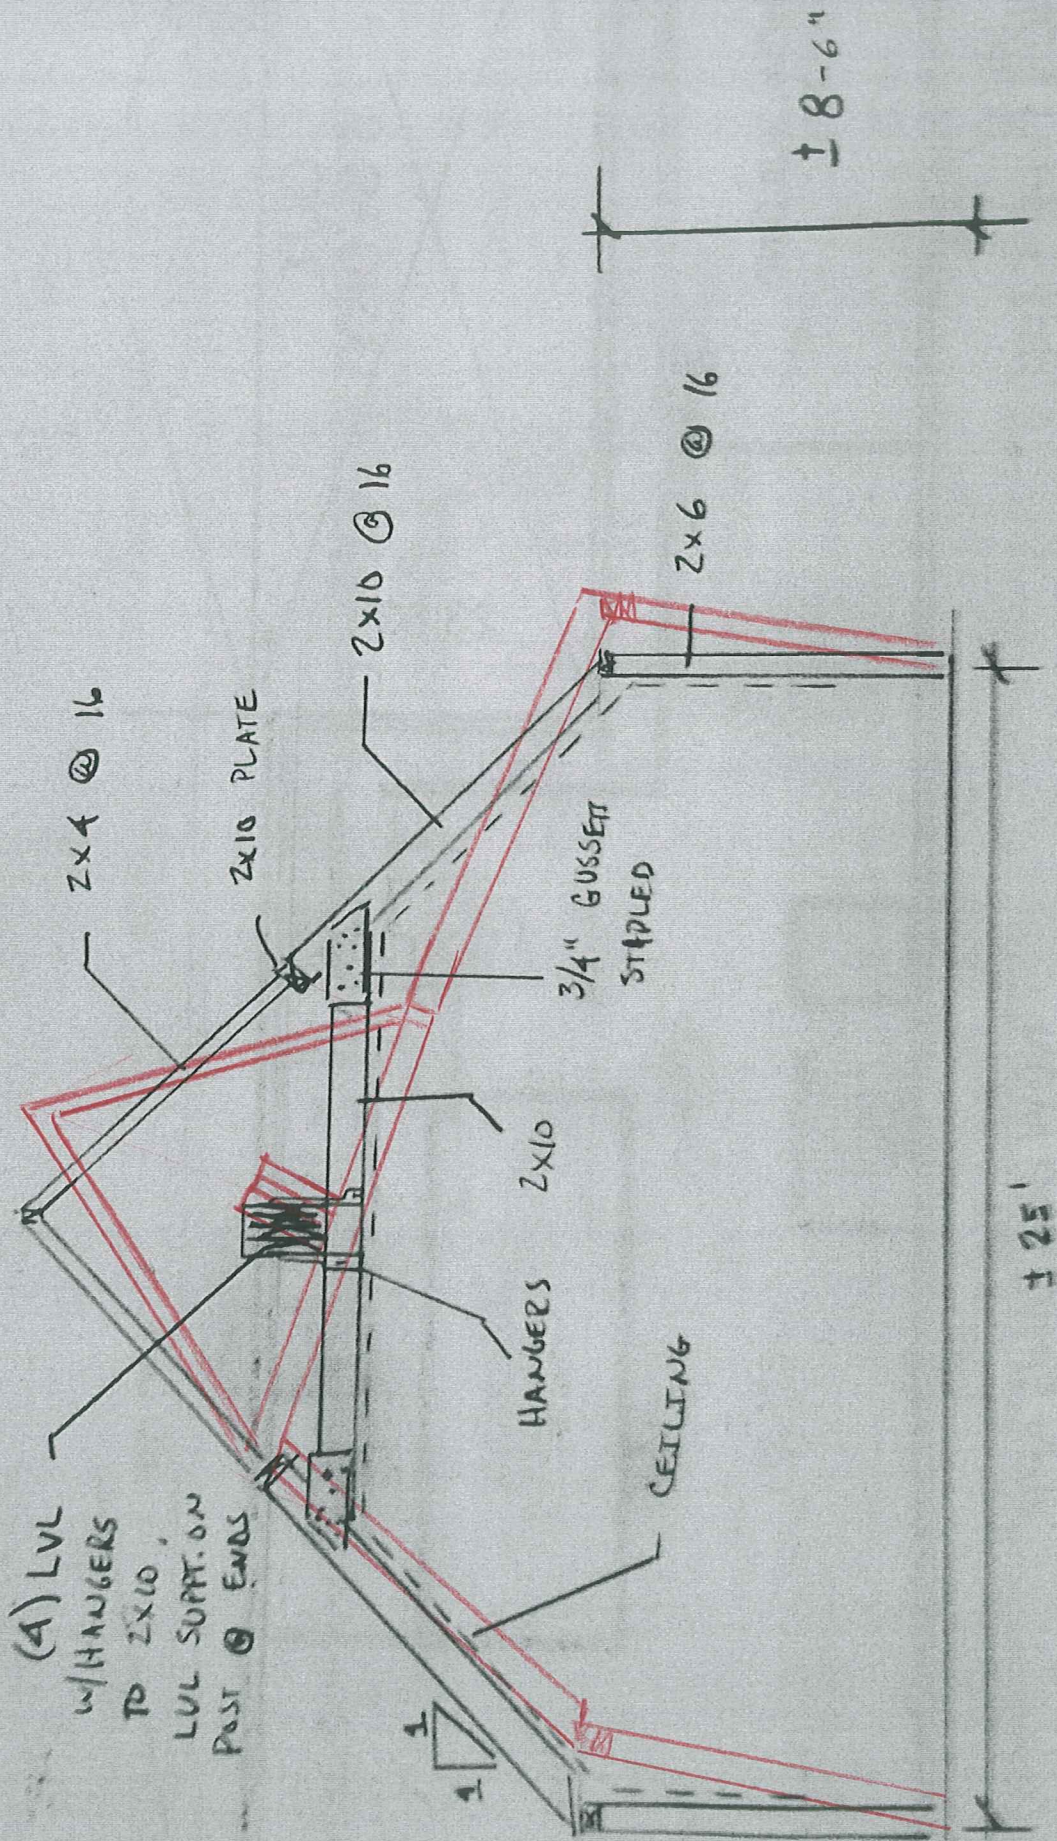 (4) LVL
W/HANGERS
TO 2X10,
LVL SUPPT. ON
POST @ ENDS
2x4 @ 16
2x10 PLATE
2x10 @ 16
1
1
3/4" GUSSET
STAPLED
2x10
HANGERS
CEILING
2x6 @ 16
± 8-6"
± 25'